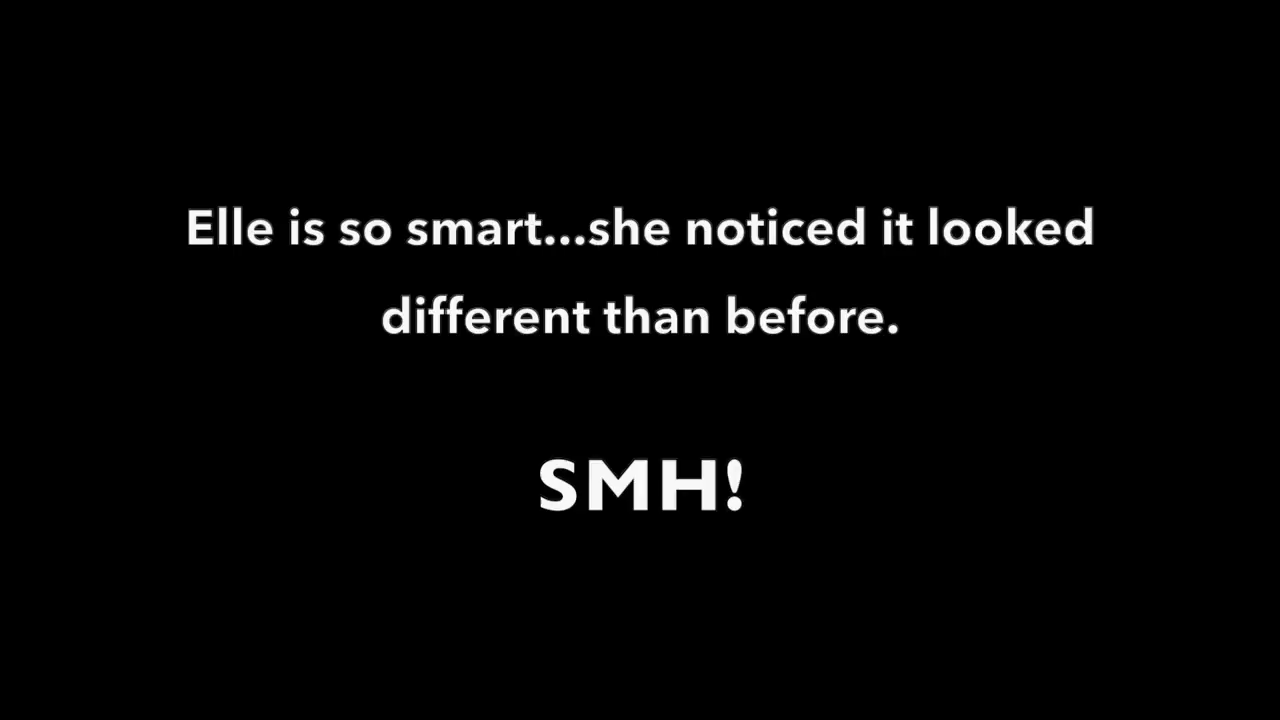 Elle is so smart...she noticed it looked
different than before.
SMH!